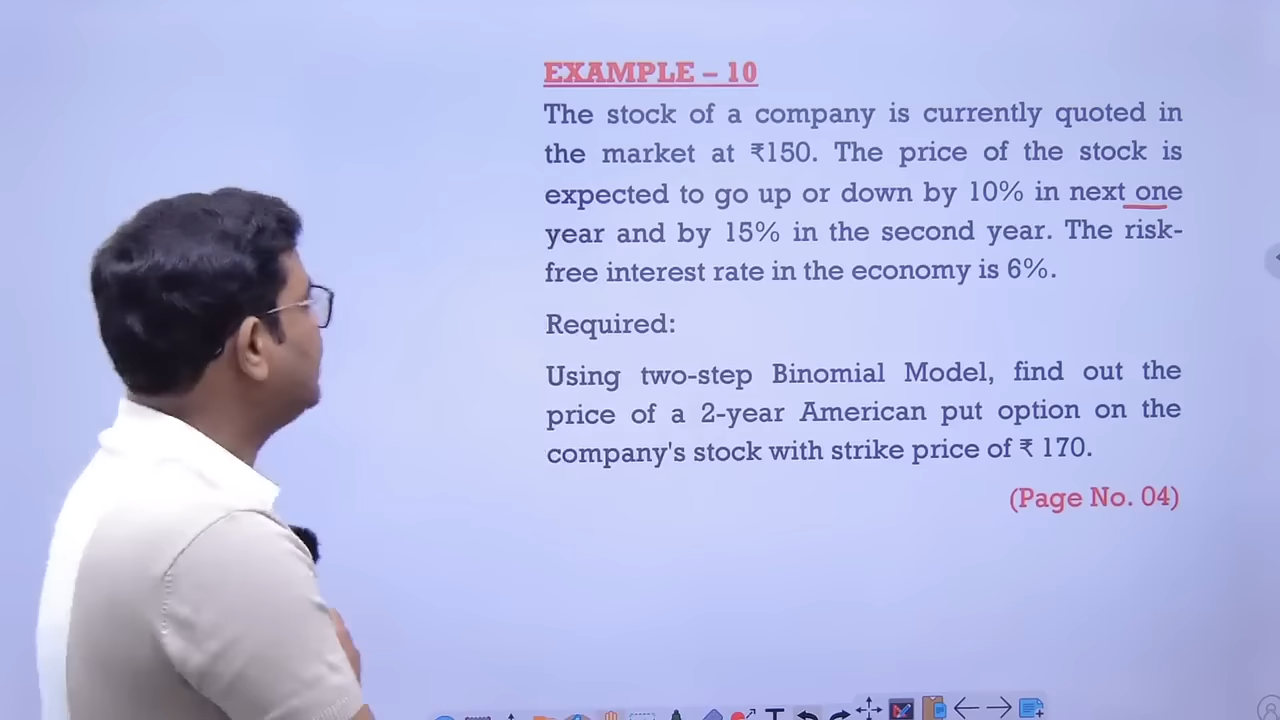 EXAMPLE – 10
The stock of a company is currently quoted in
the market at ₹150. The price of the stock is
expected to go up or down by 10% in next one
year and by 15% in the second year. The risk-
free interest rate in the economy is 6%.
Required:
Using two-step Binomial Model, find out the
price of a 2-year American put option on the
company's stock with strike price of ₹ 170.
(Page No. 04)